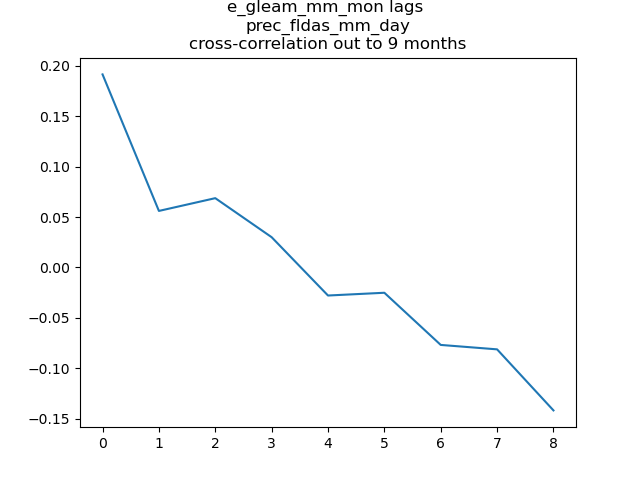 e_gleam_mm_mon lags
prec_fldas_mm_day
cross-correlation out to 9 months
0.20
0.15
0.10
0.05
0.00
−0.05
−0.10
−0.15
0 1 2 3 4 5 6 7 8